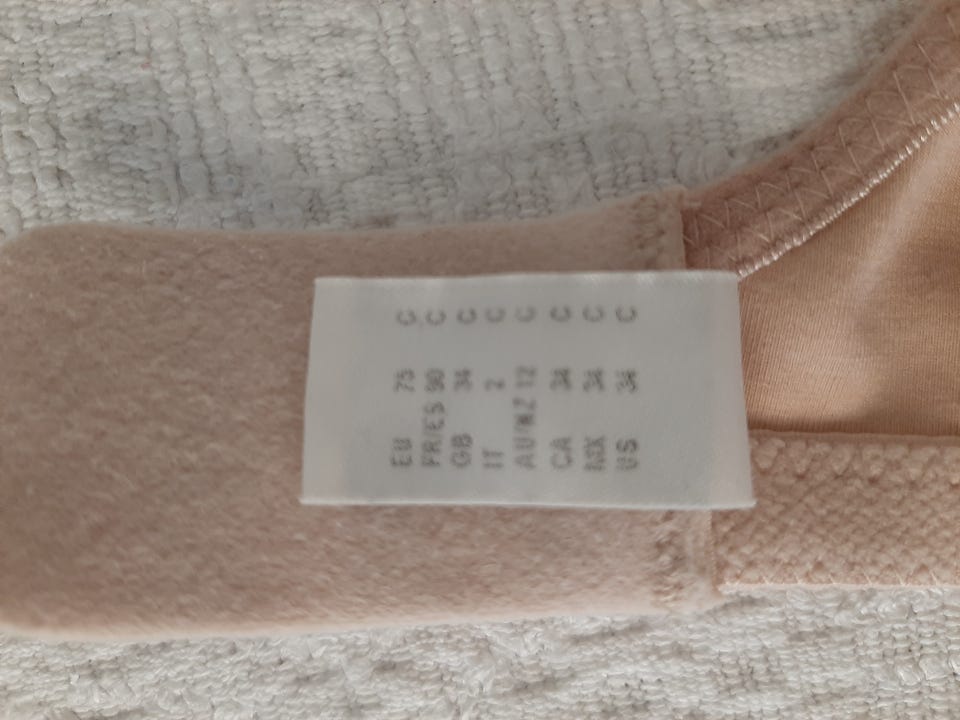 EU 75 C
FR/ES 90 C
GB 34 C
IT 2 C
AU/NZ 12 C
CA 34 C
MX 34 C
US 34 C